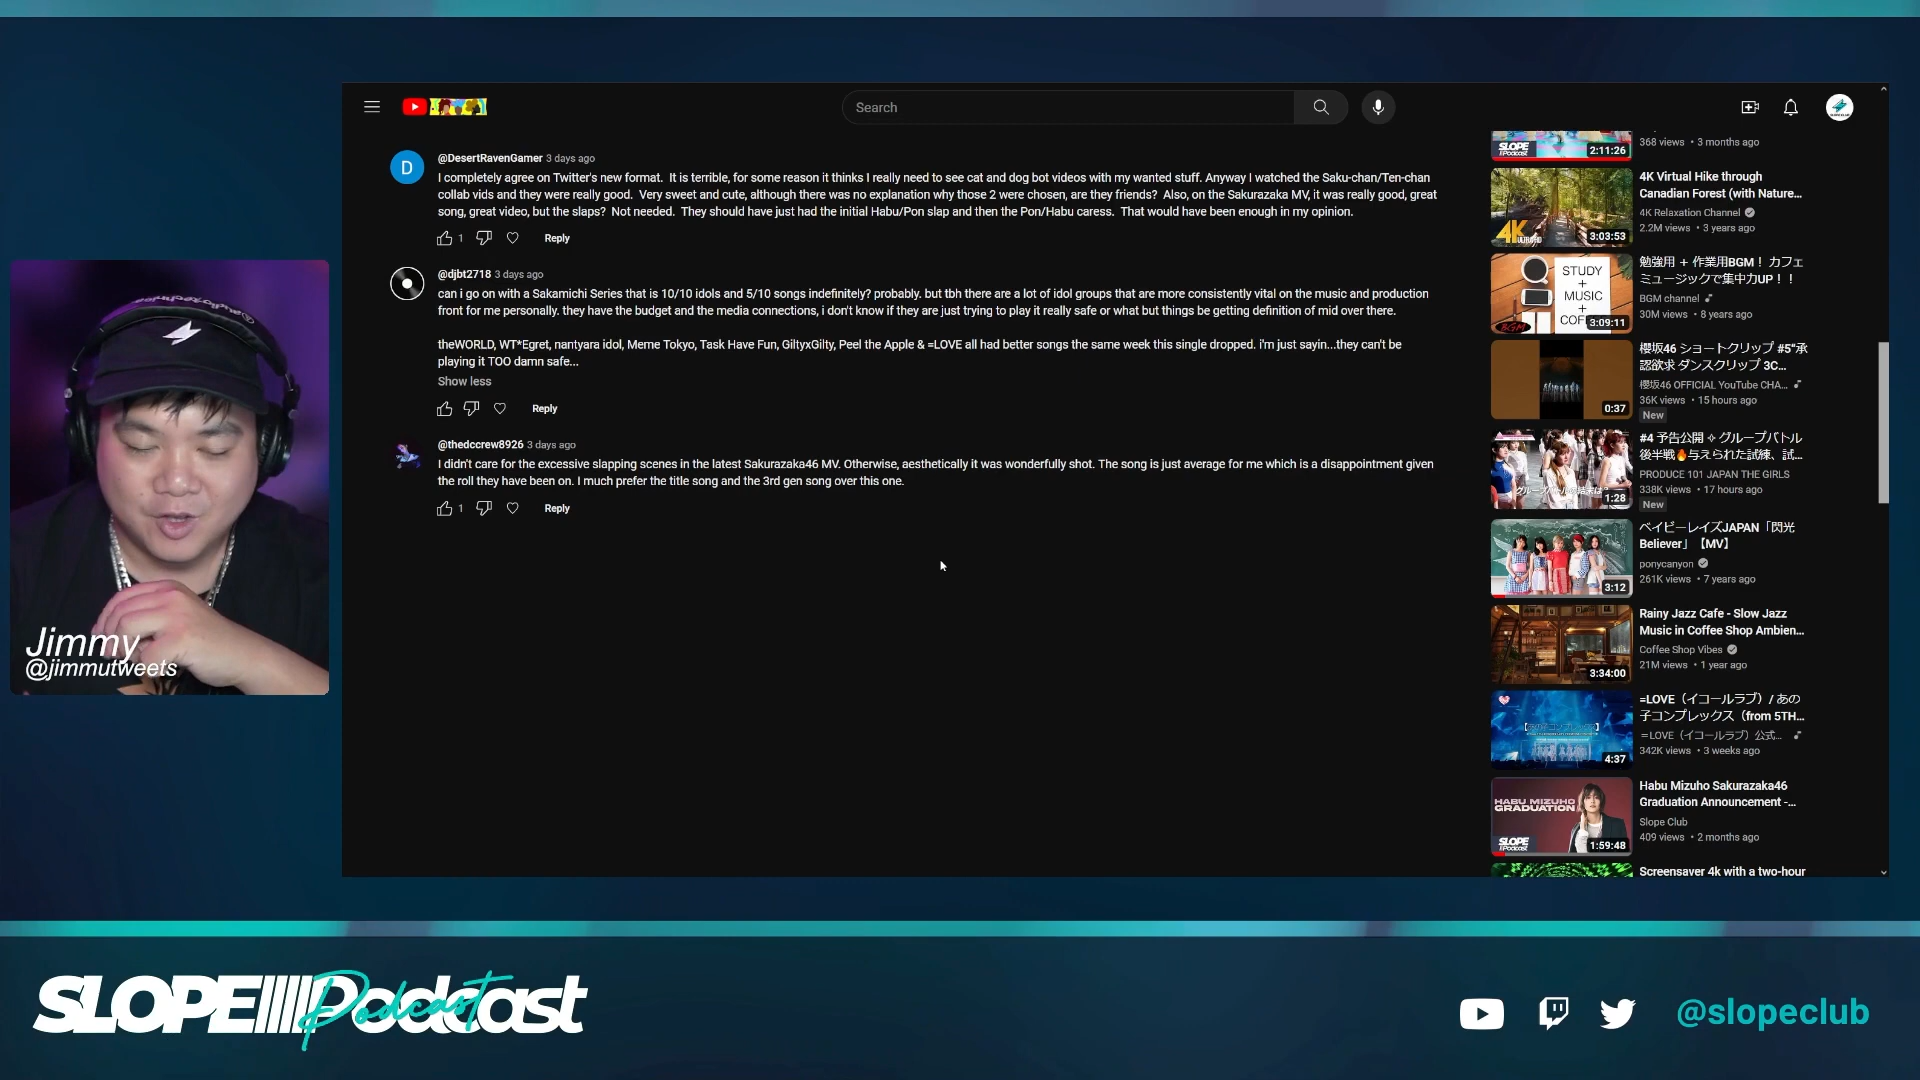 Search
@DesertRavenGamer 3 days ago
I completely agree on Twitter's new format. It is terrible, for some reason it thinks I really need to see cat and dog bot videos with my wanted stuff. Anyway I watched the Saku-chan/Ten-chan
collab vids and they were really good. Very sweet and cute, although there was no explanation why those 2 were chosen, are they friends? Also, on the Sakurazaka MV, it was really good, great
song, great video, but the slaps? Not needed. They should have just had the initial Habu/Pon slap and then the Pon/Habu caress. That would have been enough in my opinion.
1 Reply
@djbt2718 3 days ago
can i go on with a Sakamichi Series that is 10/10 idols and 5/10 songs indefinitely? probably. but tbh there are a lot of idol groups that are more consistently vital on the music and production
front for me personally. they have the budget and the media connections, i don't know if they are just trying to play it really safe or what but things be getting definition of mid over there.
theWORLD, WT*Egret, nantyara idol, Meme Tokyo, Task Have Fun, GiltyxGilty, Peel the Apple & =LOVE all had better songs the same week this single dropped. i'm just sayin...they can't be
playing it TOO damn safe...
Show less
Reply
@thedccrew8926 3 days ago
I didn't care for the excessive slapping scenes in the latest Sakurazaka46 MV. Otherwise, aesthetically it was wonderfully shot. The song is just average for me which is a disappointment given
the roll they have been on. I much prefer the title song and the 3rd gen song over this one.
1 Reply
D
SLOPE
Podcast
2:11:26
368 views • 3 months ago
4K
3:03:53
4K Virtual Hike through
Canadian Forest (with Nature...
4K Relaxation Channel
2.2M views • 3 years ago
STUDY
+
MUSIC
+
BGM
3:09:11
勉強用 + 作業用BGM! カフェ
ミュージックで集中力UP!!
BGM channel
30M views • 8 years ago
0:37
櫻坂46 ショートクリップ #5“承
認欲求 ダンスクリップ 3C...
櫻坂46 OFFICIAL YouTube CHA...
36K views • 15 hours ago
New
1:28
#4 予告公開 ✧ グループバトル
後半戦🔥与えられた試練、試...
PRODUCE 101 JAPAN THE GIRLS
338K views • 17 hours ago
New
3:12
ベイビーレイズJAPAN「閃光
Believer」【MV】
ponycanyon
261K views • 7 years ago
3:34:00
Rainy Jazz Cafe - Slow Jazz
Music in Coffee Shop Ambien...
Coffee Shop Vibes
21M views • 1 year ago
4:37
=LOVE(イコールラブ)/ あの
子コンプレックス(from 5TH...
=LOVE(イコールラブ)公式...
342K views • 3 weeks ago
HABU MIZUHO
GRADUATION
SLOPE
Podcast
1:59:48
Habu Mizuho Sakurazaka46
Graduation Announcement -...
Slope Club
409 views • 2 months ago
Screensaver 4k with a two-hour
Jimmy
@jimmutweets
SLOPE Podcast
@slopeclub